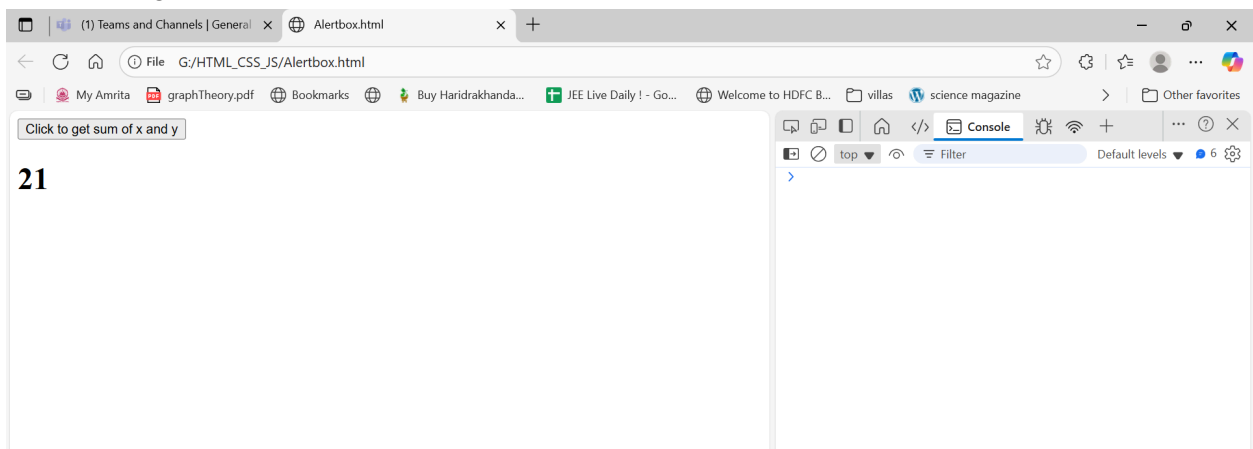 (1) Teams and Channels | General
Alertbox.html
File G:/HTML_CSS_JS/Alertbox.html
My Amrita graphTheory.pdf Bookmarks Buy Haridrakhanda... JEE Live Daily ! - Go... Welcome to HDFC B... villas science magazine Other favorites
Click to get sum of x and y
21
Console
top Filter Default levels 6